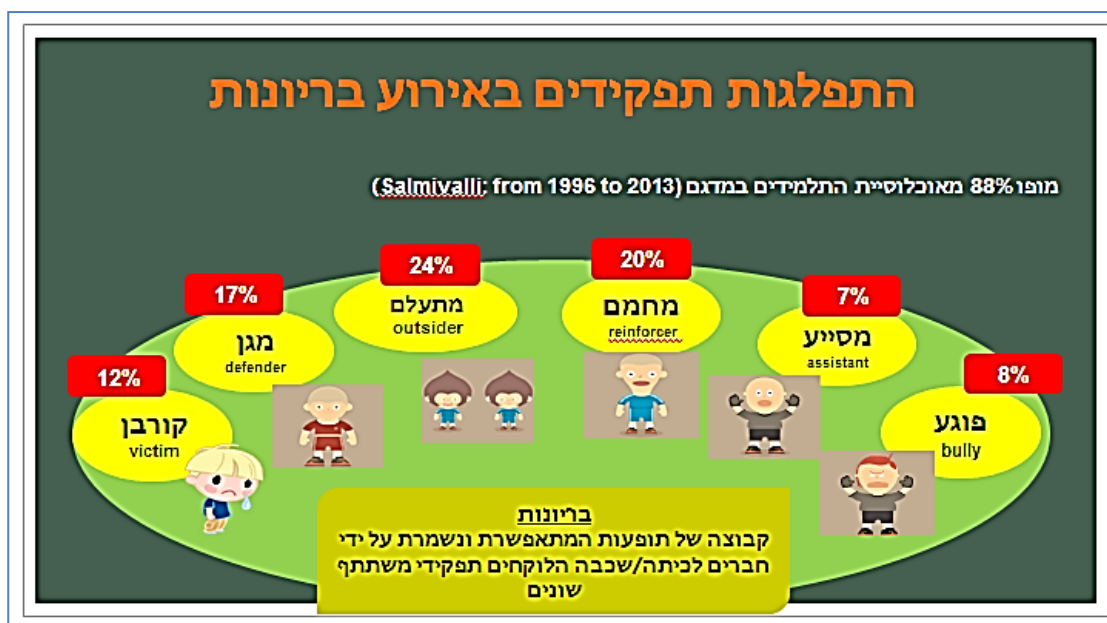 התפלגות תפקידים באירוע בריונות
מופו 88% מאוכלוסיית התלמידים במדגם (Salmivalli: from 1996 to 2013)
8%
פוגע
bully
7%
מסייע
assistant
20%
מחמם
reinforcer
24%
מתעלם
outsider
17%
מגן
defender
12%
קורבן
victim
בריונות
קבוצה של תופעות המתאפשרת ונשמרת על ידי
חברים לכיתה/שכבה הלוקחים תפקידי משתתף
שונים